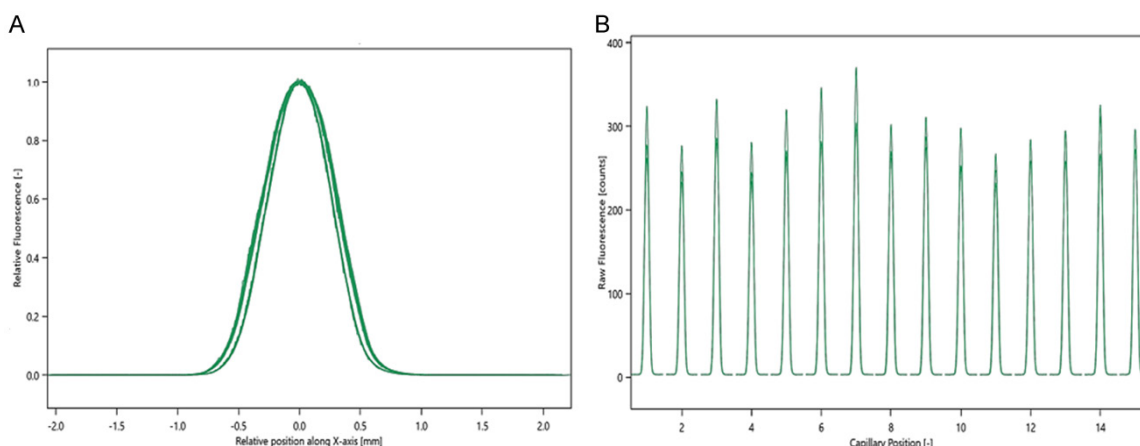 A
Relative Fluorescence [-]
1.0
0.8
0.6
0.4
0.2
0.0
-2.0 -1.5 -1.0 -0.5 0.0 0.5 1.0 1.5 2.0
Relative position along X-axis [mm]
B
Raw Fluorescence [counts]
400
300
200
100
0
2 4 6 8 10 12 14
Capillary Position [-]